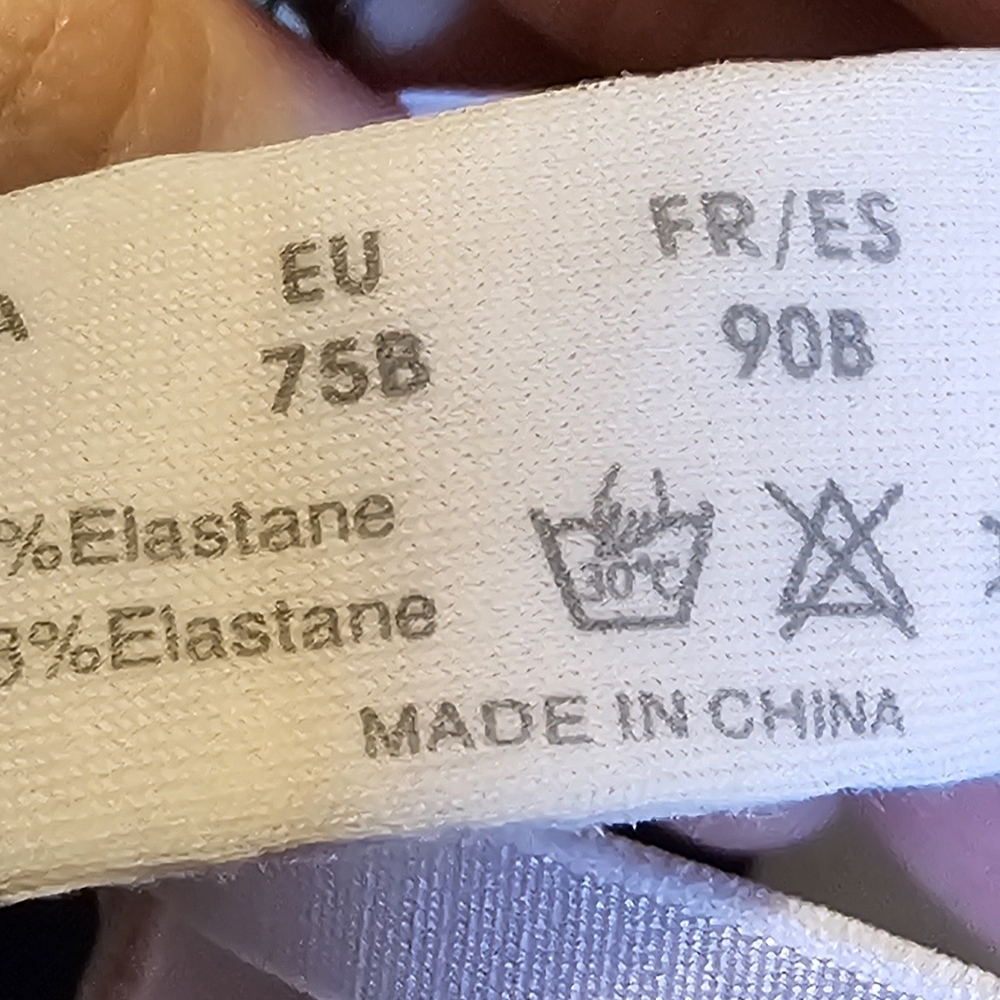 EU FR/ES
75B 90B
%Elastane
%Elastane 30°C
MADE IN CHINA